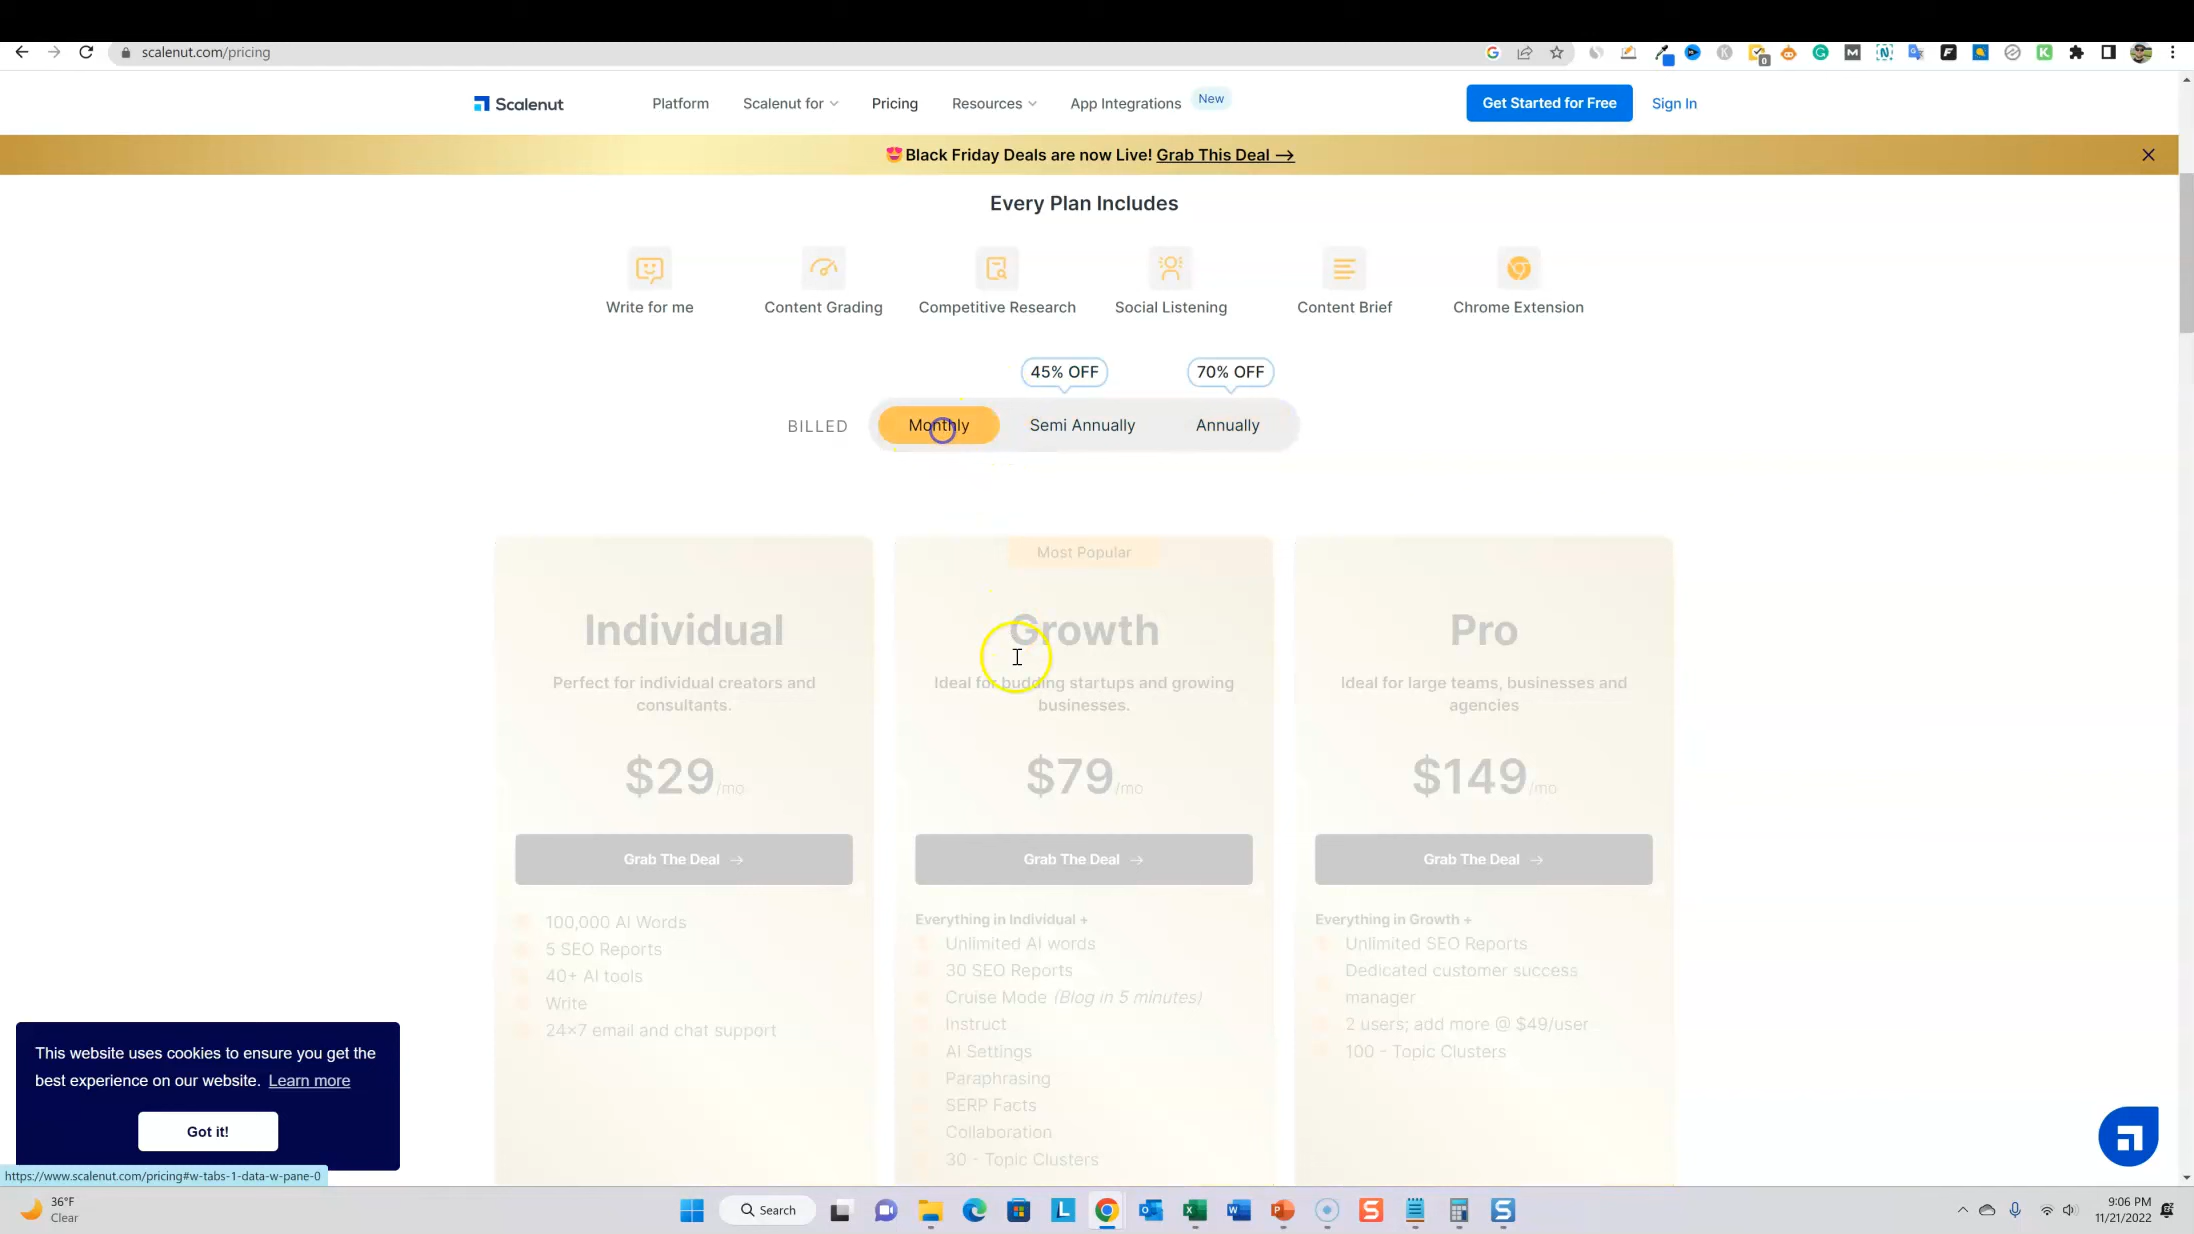 scalenut.com/pricing
Scalenut
Platform
Scalenut for
Pricing
Resources
App Integrations
New
Get Started for Free
Sign In
Black Friday Deals are now Live! Grab This Deal →
Every Plan Includes
Write for me
Content Grading
Competitive Research
Social Listening
Content Brief
Chrome Extension
45% OFF
70% OFF
BILLED
Monthly
Semi Annually
Annually
Individual
Perfect for individual creators and
consultants.
$29/mo
Grab The Deal →
100,000 AI Words
5 SEO Reports
40+ AI tools
Write
24×7 email and chat support
Most Popular
Growth
Ideal for budding startups and growing
businesses.
$79/mo
Grab The Deal →
Everything in Individual +
Unlimited AI words
30 SEO Reports
Cruise Mode (Blog in 5 minutes)
Instruct
AI Settings
Paraphrasing
SERP Facts
Collaboration
30 - Topic Clusters
Pro
Ideal for large teams, businesses and
agencies
$149/mo
Grab The Deal →
Everything in Growth +
Unlimited SEO Reports
Dedicated customer success
manager
2 users; add more @ $49/user
100 - Topic Clusters
This website uses cookies to ensure you get the
best experience on our website. Learn more
Got it!
https://www.scalenut.com/pricing#w-tabs-1-data-w-pane-0
36°F
Clear
Search
9:06 PM
11/21/2022